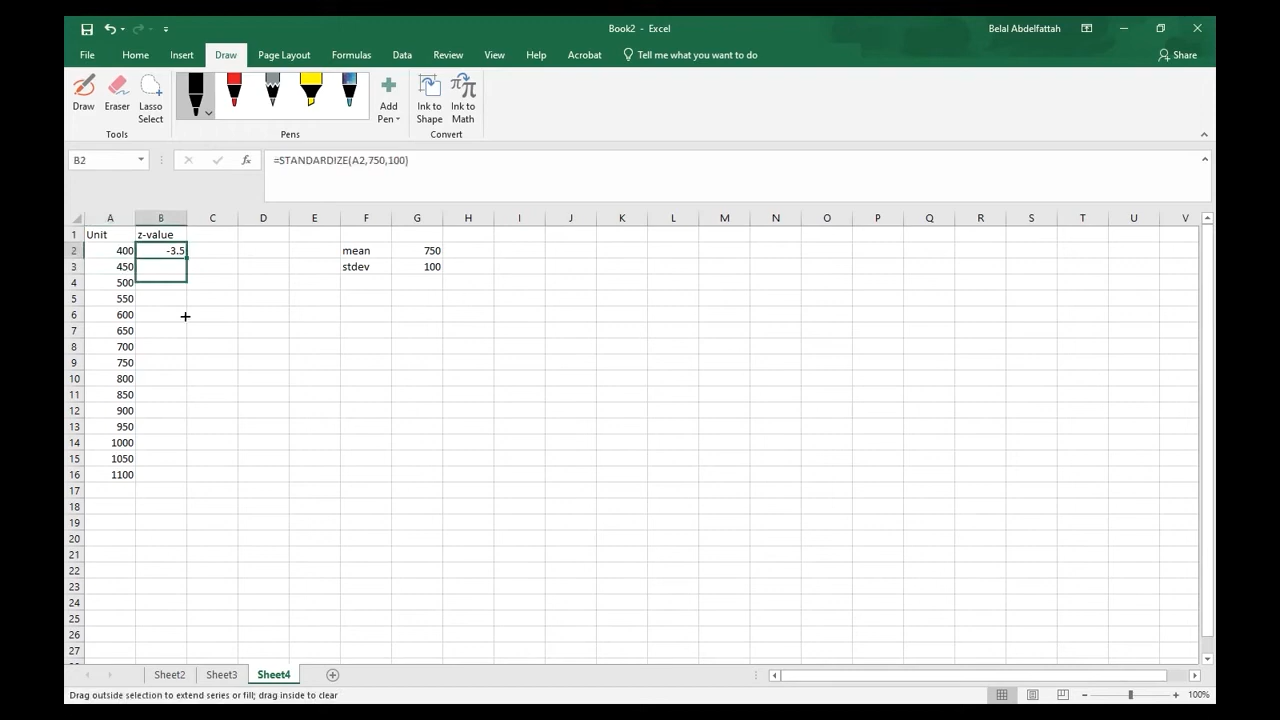 Book2 - Excel
Belal Abdelfattah
File Home Insert Draw Page Layout Formulas Data Review View Help Acrobat Tell me what you want to do Share
Draw Eraser Lasso Select Add Pen Ink to Shape Ink to Math
Tools Pens Convert
B2 fx =STANDARDIZE(A2,750,100)
A B C D E F G H I J K L M N O P Q R S T U V
1 Unit z-value
2 400 -3.5 mean 750
3 450 stdev 100
4 500
5 550
6 600
7 650
8 700
9 750
10 800
11 850
12 900
13 950
14 1000
15 1050
16 1100
17
18
19
20
21
22
23
24
25
26
27
Sheet2 Sheet3 Sheet4
Drag outside selection to extend series or fill; drag inside to clear 100%